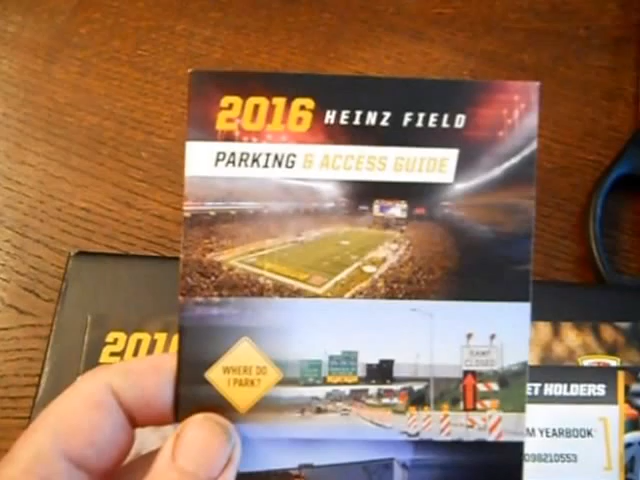 2016 HEINZ FIELD
PARKING & ACCESS GUIDE
WHERE DO
I PARK?
RAMP
CLOSED
2016
ET HOLDERS
M YEARBOOK
098210553